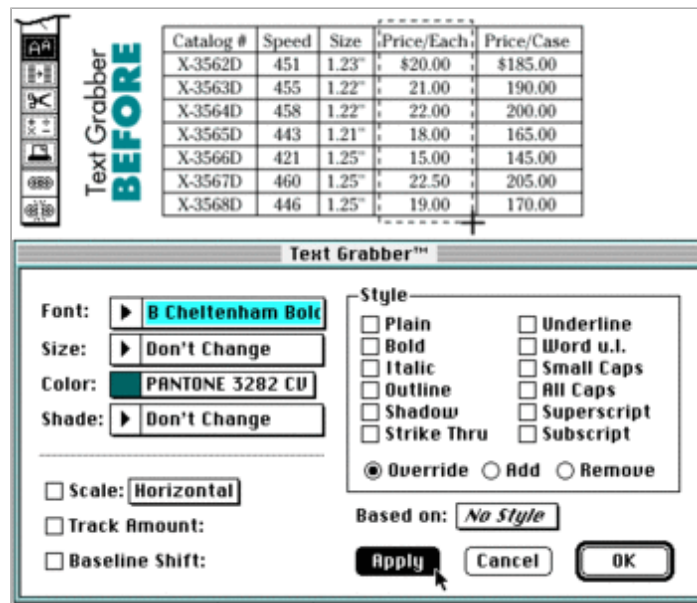 Text Grabber
BEFORE
Catalog # Speed Size Price/Each Price/Case
X-3562D 451 1.23" $20.00 $185.00
X-3563D 455 1.22" 21.00 190.00
X-3564D 458 1.22" 22.00 200.00
X-3565D 443 1.21" 18.00 165.00
X-3566D 421 1.25" 15.00 145.00
X-3567D 460 1.25" 22.50 205.00
X-3568D 446 1.25" 19.00 170.00
Text Grabber™
Font: B Cheltenham Bold
Size: Don't Change
Color: PANTONE 3282 CV
Shade: Don't Change
Scale: Horizontal
Track Amount:
Baseline Shift:
Style
Plain Underline
Bold Word u.l.
Italic Small Caps
Outline All Caps
Shadow Superscript
Strike Thru Subscript
Override Add Remove
Based on: No Style
Apply Cancel OK